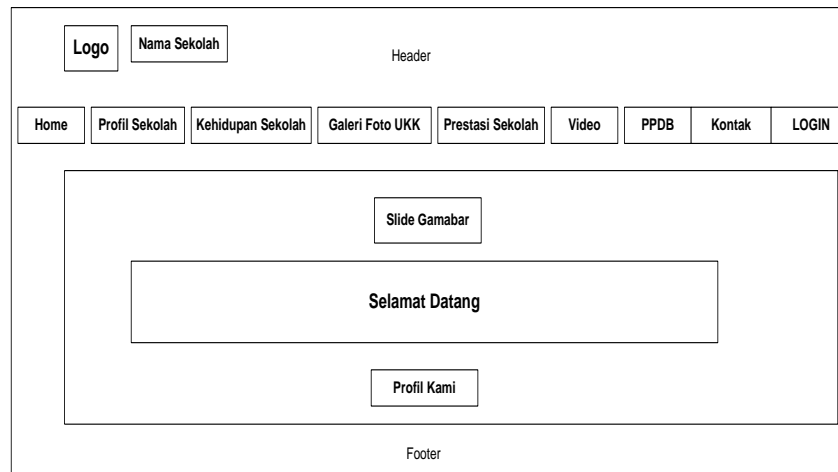 Logo
Nama Sekolah
Header
Home
Profil Sekolah
Kehidupan Sekolah
Galeri Foto UKK
Prestasi Sekolah
Video
PPDB
Kontak
LOGIN
Slide Gamabar
Selamat Datang
Profil Kami
Footer